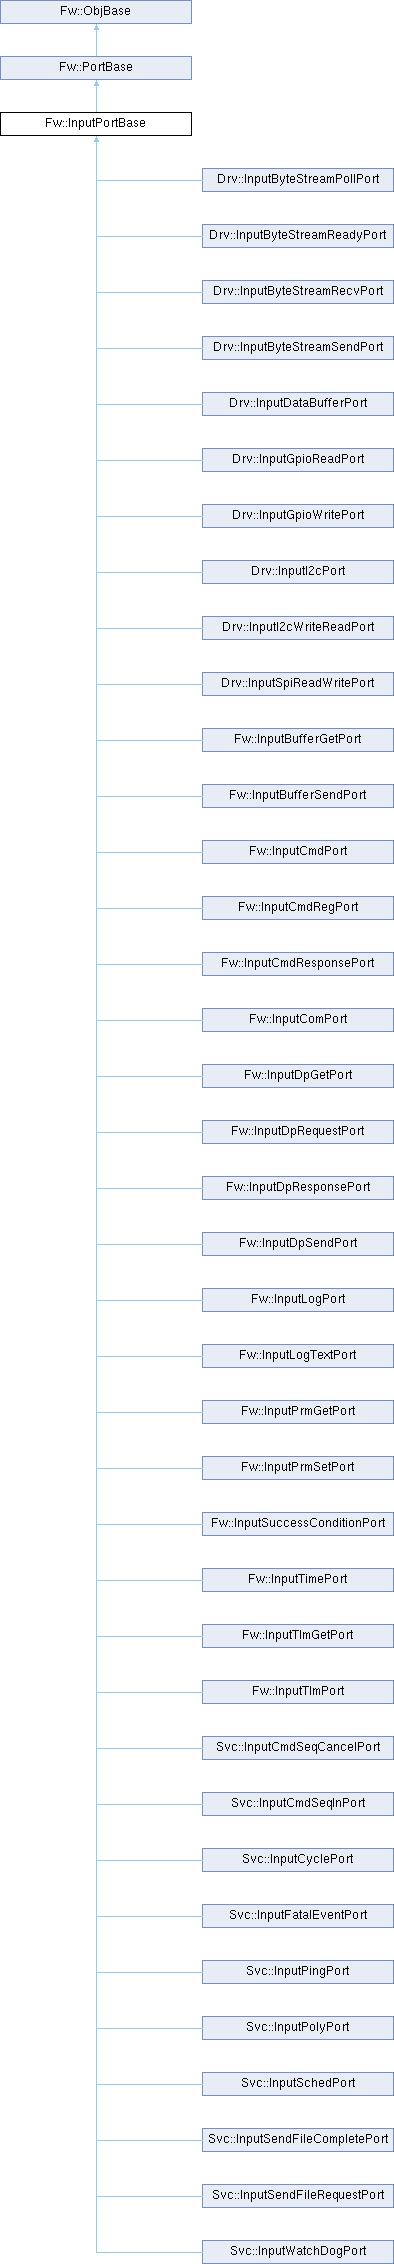 Fw::ObjBase
Fw::PortBase
Fw::InputPortBase
Drv::InputByteStreamPollPort
Drv::InputByteStreamReadyPort
Drv::InputByteStreamRecvPort
Drv::InputByteStreamSendPort
Drv::InputDataBufferPort
Drv::InputGpioReadPort
Drv::InputGpioWritePort
Drv::InputI2cPort
Drv::InputI2cWriteReadPort
Drv::InputSpiReadWritePort
Fw::InputBufferGetPort
Fw::InputBufferSendPort
Fw::InputCmdPort
Fw::InputCmdRegPort
Fw::InputCmdResponsePort
Fw::InputComPort
Fw::InputDpGetPort
Fw::InputDpRequestPort
Fw::InputDpResponsePort
Fw::InputDpSendPort
Fw::InputLogPort
Fw::InputLogTextPort
Fw::InputPrmGetPort
Fw::InputPrmSetPort
Fw::InputSuccessConditionPort
Fw::InputTimePort
Fw::InputTlmGetPort
Fw::InputTlmPort
Svc::InputCmdSeqCancelPort
Svc::InputCmdSeqInPort
Svc::InputCyclePort
Svc::InputFatalEventPort
Svc::InputPingPort
Svc::InputPolyPort
Svc::InputSchedPort
Svc::InputSendFileCompletePort
Svc::InputSendFileRequestPort
Svc::InputWatchDogPort